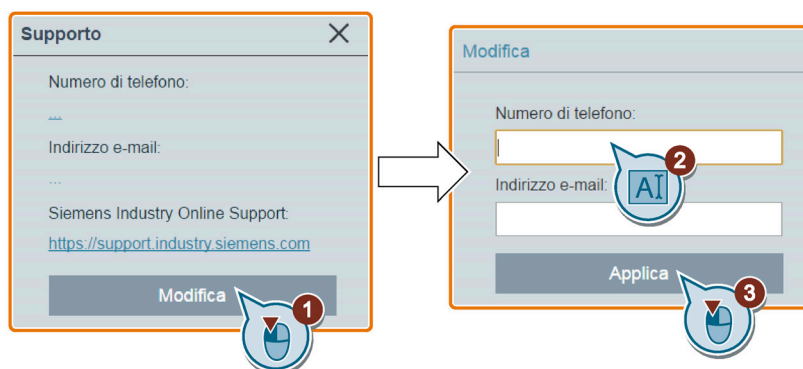 Supporto
Numero di telefono:
...
Indirizzo e-mail:
...
Siemens Industry Online Support:
https://support.industry.siemens.com
Modifica
1
Modifica
Numero di telefono:
2
Indirizzo e-mail:
AI
Applica
3